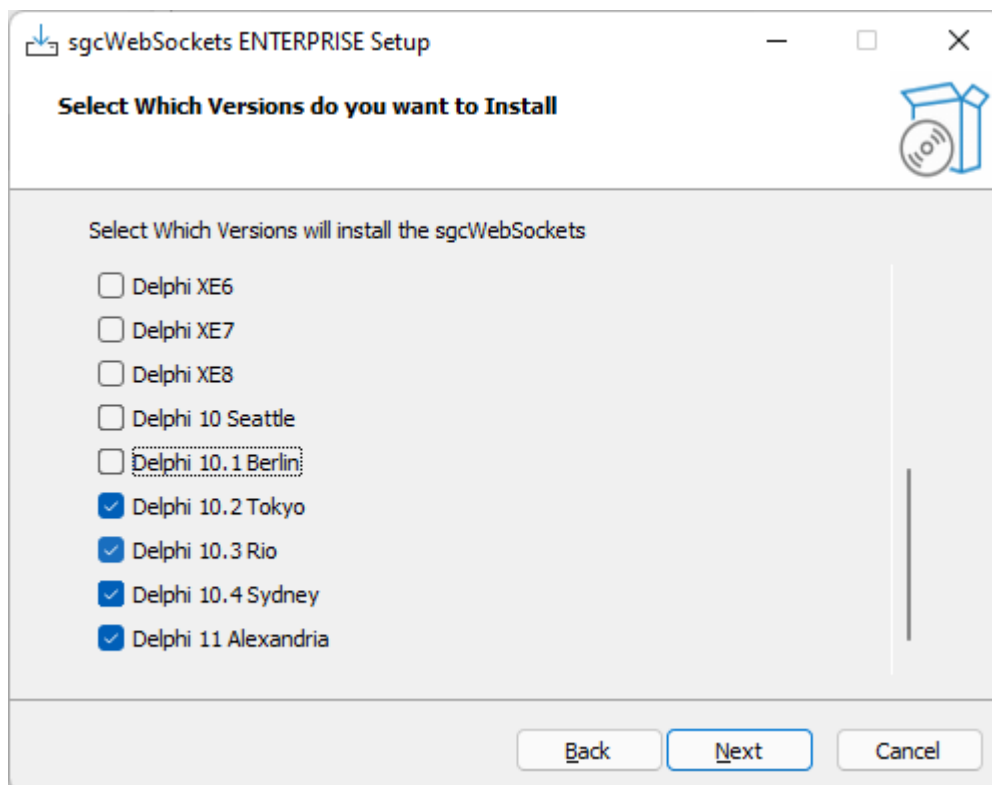 sgcWebSockets ENTERPRISE Setup
Select Which Versions do you want to Install
Select Which Versions will install the sgcWebSockets
Delphi XE6
Delphi XE7
Delphi XE8
Delphi 10 Seattle
Delphi 10.1 Berlin
Delphi 10.2 Tokyo
Delphi 10.3 Rio
Delphi 10.4 Sydney
Delphi 11 Alexandria
Back Next Cancel